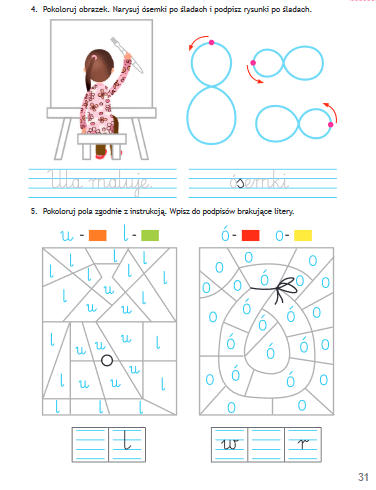 4. Pokoloruj obrazek. Narysuj ósemki po śladach i podpisz rysunki po śladach.
Ula maluje. ósemki
5. Pokoloruj pola zgodnie z instrukcją. Wpisz do podpisów brakujące litery.
u - l - ó - o -
l l l l ó o o
l l u l o ó ó o
l u u o ó ó o
l u u u l ó ó ó o
l u u u l o ó ó o
l l o o
l w r
31